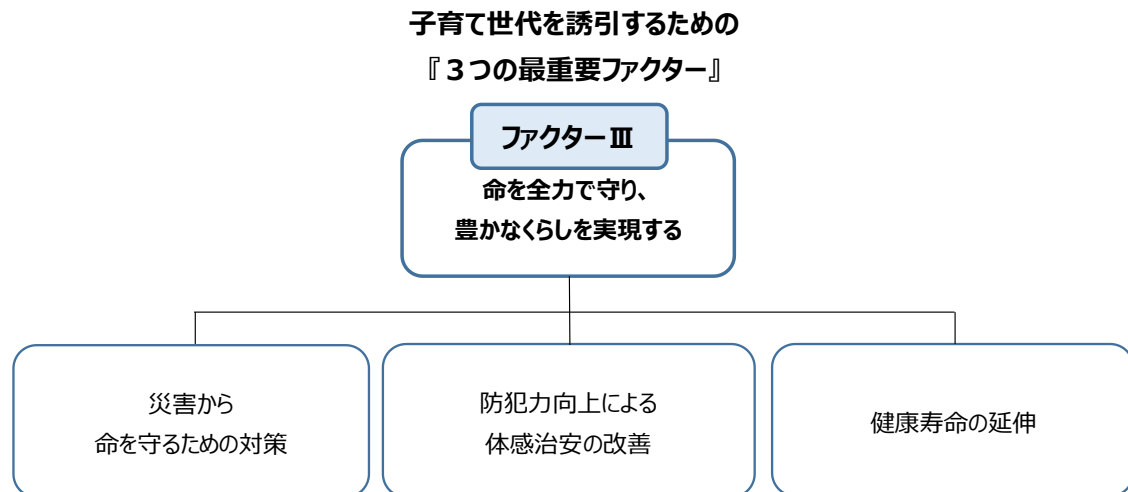 子育て世代を誘引するための
『３つの最重要ファクター』
ファクターⅢ
命を全力で守り、
豊かなくらしを実現する
災害から
命を守るための対策
防犯力向上による
体感治安の改善
健康寿命の延伸